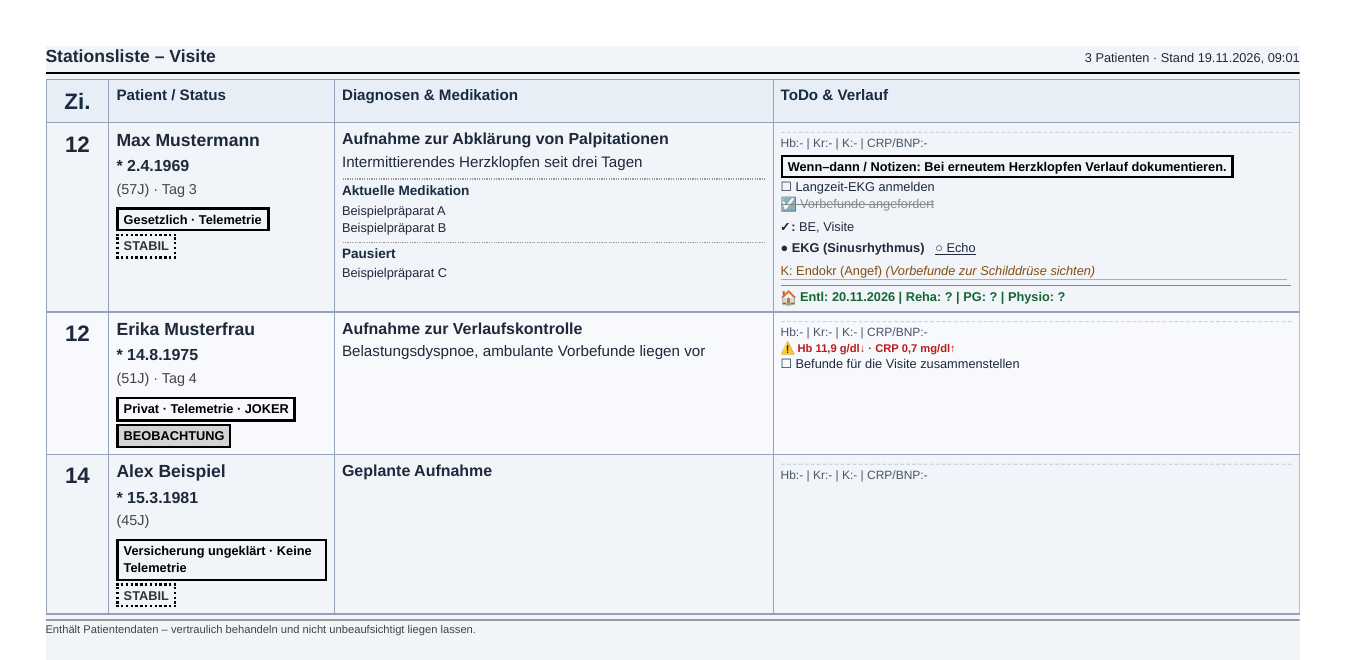 Stationsliste – Visite
3 Patienten · Stand 19.11.2026, 09:01
Zi.
Patient / Status
Diagnosen & Medikation
ToDo & Verlauf
12
Max Mustermann
* 2.4.1969
(57J) · Tag 3
Gesetzlich · Telemetrie
STABIL
Aufnahme zur Abklärung von Palpitationen
Intermittierendes Herzklopfen seit drei Tagen
Aktuelle Medikation
Beispielpräparat A
Beispielpräparat B
Pausiert
Beispielpräparat C
Hb:- | Kr:- | K:- | CRP/BNP:-
Wenn–dann / Notizen: Bei erneutem Herzklopfen Verlauf dokumentieren.
☐ Langzeit-EKG anmelden
☑ Vorbefunde angefordert
✓: BE, Visite
● EKG (Sinusrhythmus) ○ Echo
K: Endokr (Angef) (Vorbefunde zur Schilddrüse sichten)
🏠 Entl: 20.11.2026 | Reha: ? | PG: ? | Physio: ?
12
Erika Musterfrau
* 14.8.1975
(51J) · Tag 4
Privat · Telemetrie · JOKER
BEOBACHTUNG
Aufnahme zur Verlaufskontrolle
Belastungsdyspnoe, ambulante Vorbefunde liegen vor
Hb:- | Kr:- | K:- | CRP/BNP:-
⚠️ Hb 11,9 g/dl↓ · CRP 0,7 mg/dl↑
☐ Befunde für die Visite zusammenstellen
14
Alex Beispiel
* 15.3.1981
(45J)
Versicherung ungeklärt · Keine
Telemetrie
STABIL
Geplante Aufnahme
Hb:- | Kr:- | K:- | CRP/BNP:-
Enthält Patientendaten – vertraulich behandeln und nicht unbeaufsichtigt liegen lassen.